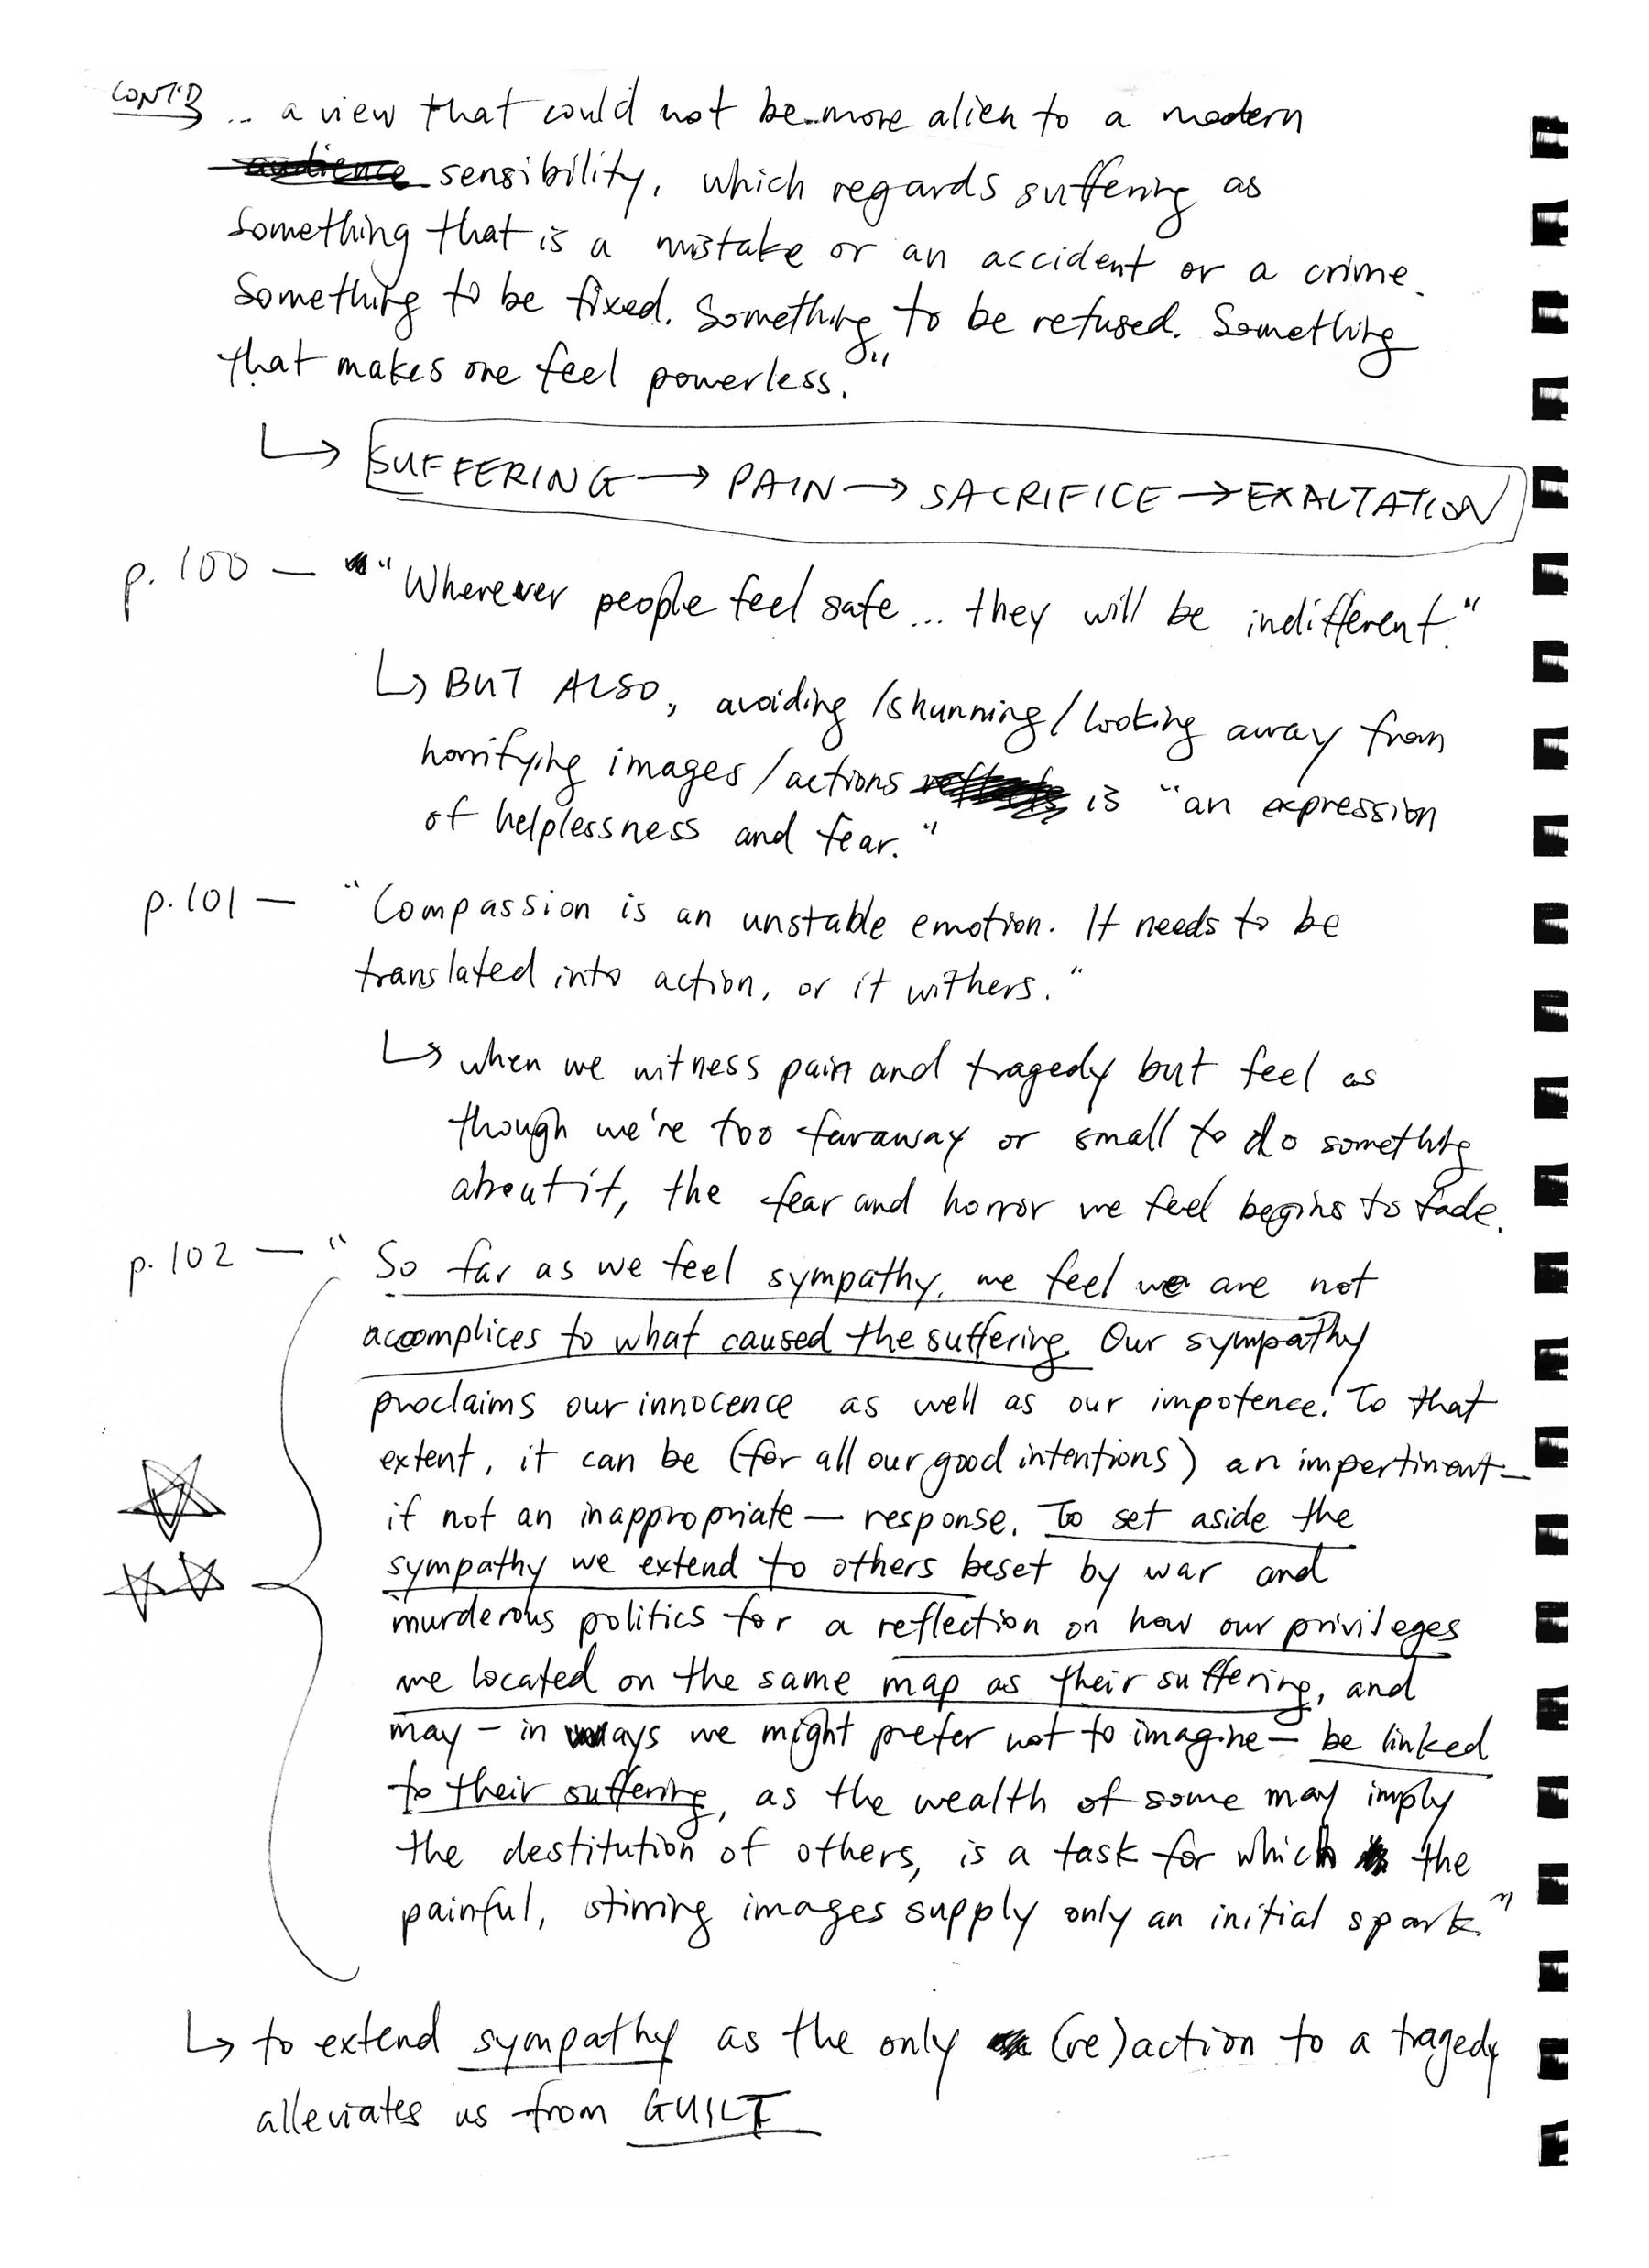 CONT'D ... a view that could not be more alien to a modern
audience sensibility, which regards suffering as
something that is a mistake or an accident or a crime.
Something to be fixed. Something to be refused. Something
that makes one feel powerless."
↳ SUFFERING → PAIN → SACRIFICE → EXALTATION
p. 100 — "Wherever people feel safe... they will be indifferent."
↳ BUT ALSO, avoiding /shunning/ looking away from
horrifying images/actions reflects is "an expression
of helplessness and fear."
p. 101 — "Compassion is an unstable emotion. It needs to be
translated into action, or it withers."
↳ when we witness pain and tragedy but feel as
though we're too faraway or small to do something
about it, the fear and horror we feel begins to fade.
p. 102 — "So far as we feel sympathy, we feel we are not
accomplices to what caused the suffering. Our sympathy
proclaims our innocence as well as our impotence. To that
extent, it can be (for all our good intentions) an impertinent—
if not an inappropriate — response. To set aside the
sympathy we extend to others beset by war and
murderous politics for a reflection on how our privileges
are located on the same map as their suffering, and
may — in ways we might prefer not to imagine — be linked
to their suffering, as the wealth of some may imply
the destitution of others, is a task for which the
painful, stirring images supply only an initial spark."
↳ to extend sympathy as the only (re)action to a tragedy
alleviates us from GUILT